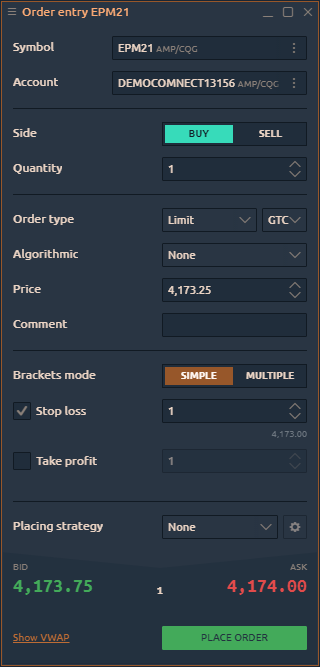 Order entry EPM21
Symbol EPM21 AMP/CQG
Account DEMOCOMNECT13156 AMP/CQG
Side BUY SELL
Quantity 1
Order type Limit GTC
Algorithmic None
Price 4,173.25
Comment
Brackets mode SIMPLE MULTIPLE
Stop loss 1
4,173.00
Take profit 1
Placing strategy None
BID ASK
4,173.75 1 4,174.00
Show VWAP PLACE ORDER